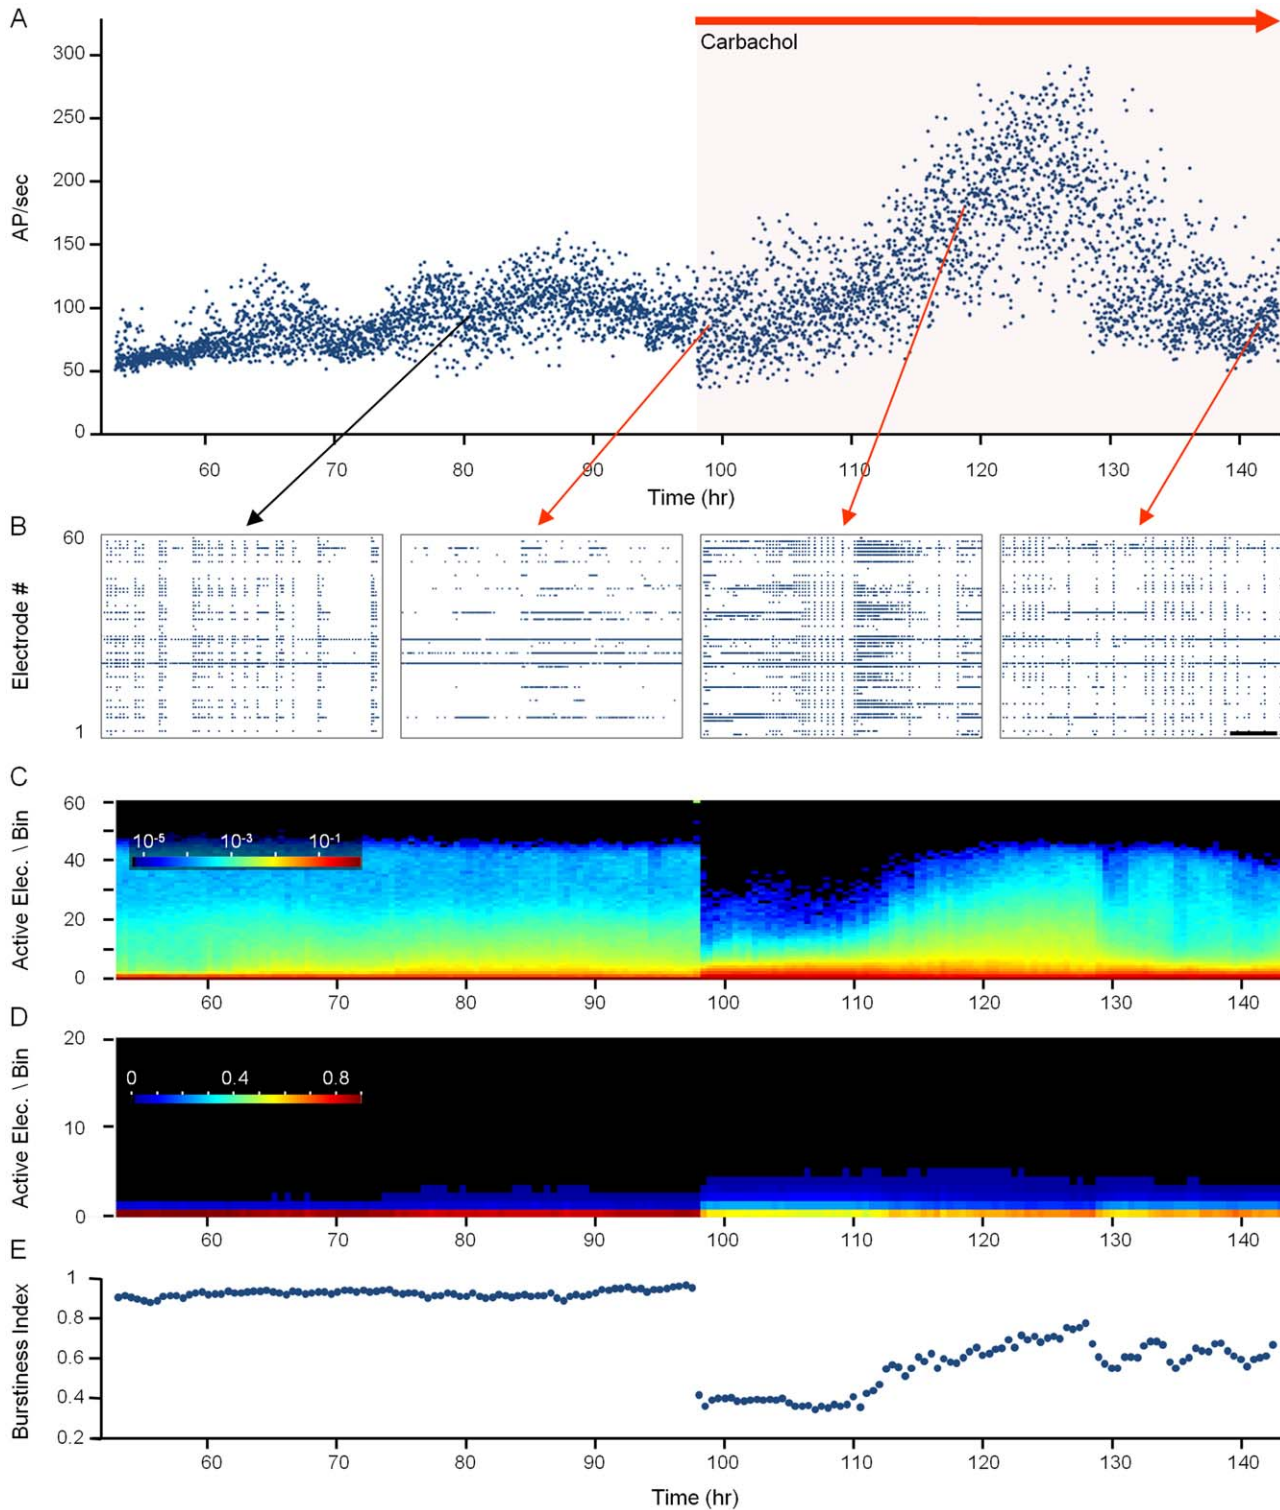 A
Carbachol
300
250
200
150
100
50
0
AP/sec
60 70 80 90 100 110 120 130 140
Time (hr)
B
60
1
Electrode #
C
60
40
20
0
Active Elec. \ Bin
10-5 10-3 10-1
60 70 80 90 100 110 120 130 140
D
20
10
0
Active Elec. \ Bin
0 0.4 0.8
60 70 80 90 100 110 120 130 140
E
1
0.8
0.6
0.4
0.2
Burstiness Index
60 70 80 90 100 110 120 130 140
Time (hr)